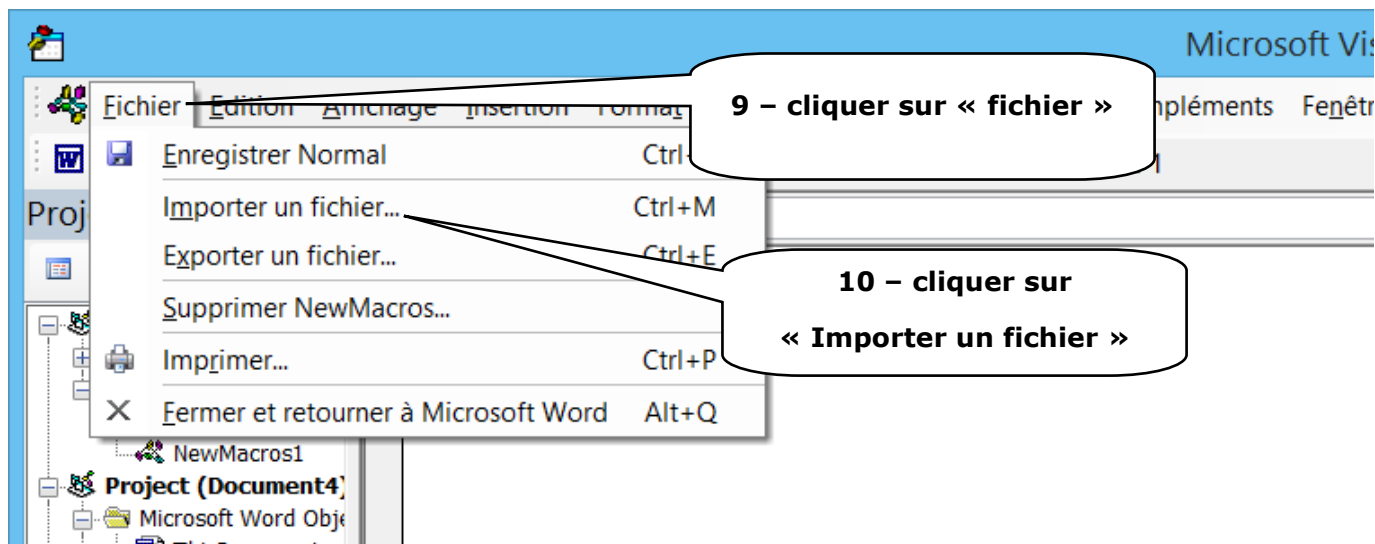 Microsoft Vis
Fichier Edition Affichage Insertion Format mpléments Fenêtr
9 – cliquer sur « fichier »
Enregistrer Normal Ctrl
Proj
Importer un fichier... Ctrl+M
Exporter un fichier... Ctrl+E
10 – cliquer sur
« Importer un fichier »
Supprimer NewMacros...
Imprimer... Ctrl+P
Fermer et retourner à Microsoft Word Alt+Q
NewMacros1
Project (Document4)
Microsoft Word Obje